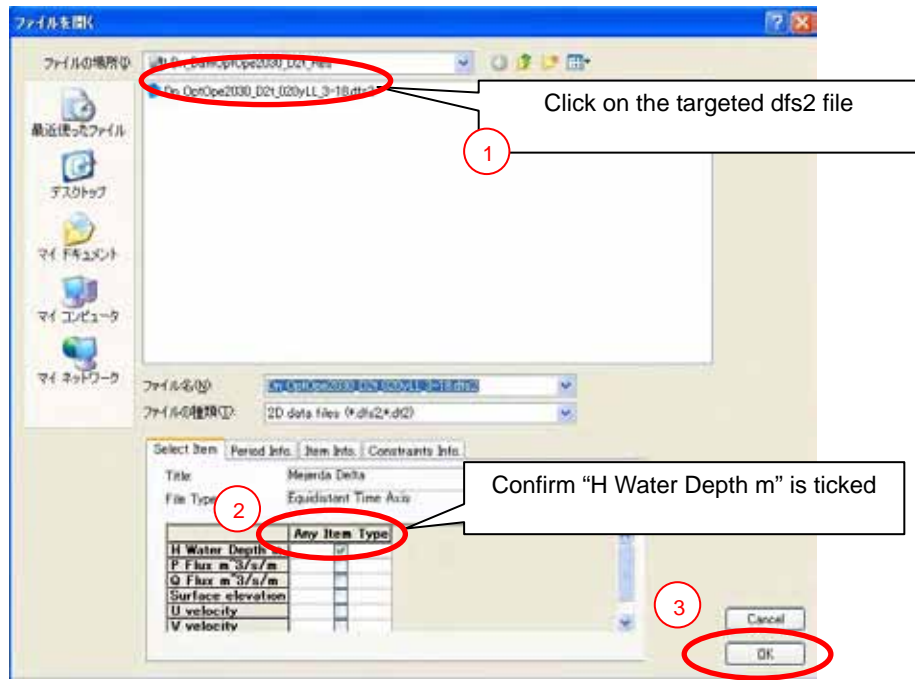 ファイルを開く
ファイルの場所(I):
On_OptOpe2030_D2t_020yLL_3-18.dfs2
Click on the targeted dfs2 file
1
最近使ったファイル
デスクトップ
マイ ドキュメント
マイ コンピュータ
マイ ネットワーク
ファイル名(N):
On_OptOpe2030_D2t_020yLL_3-18.dfs2
ファイルの種類(T):
2D data files (*.dfs2,*.dt2)
Select Item Period Info. Item Info. Constraints Info.
Title: Mejerda Delta
File Type: Equidistant Time Axis
Confirm “H Water Depth m” is ticked
2
Any Item Type
H Water Depth m
P Flux m^3/s/m
Q Flux m^3/s/m
Surface elevation
U velocity
V velocity
3
Cancel
OK